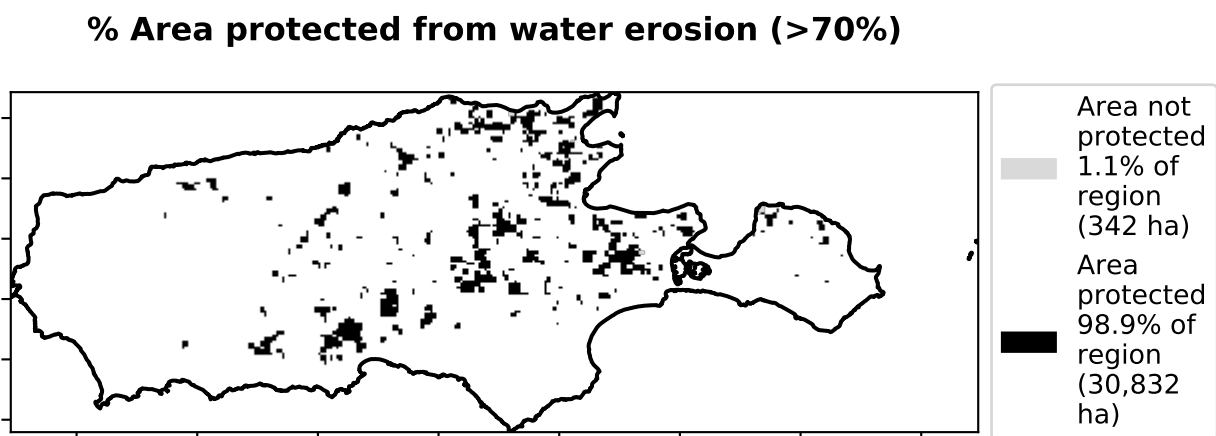 % Area protected from water erosion (>70%)
Area not
protected
1.1% of
region
(342 ha)
Area
protected
98.9% of
region
(30,832
ha)